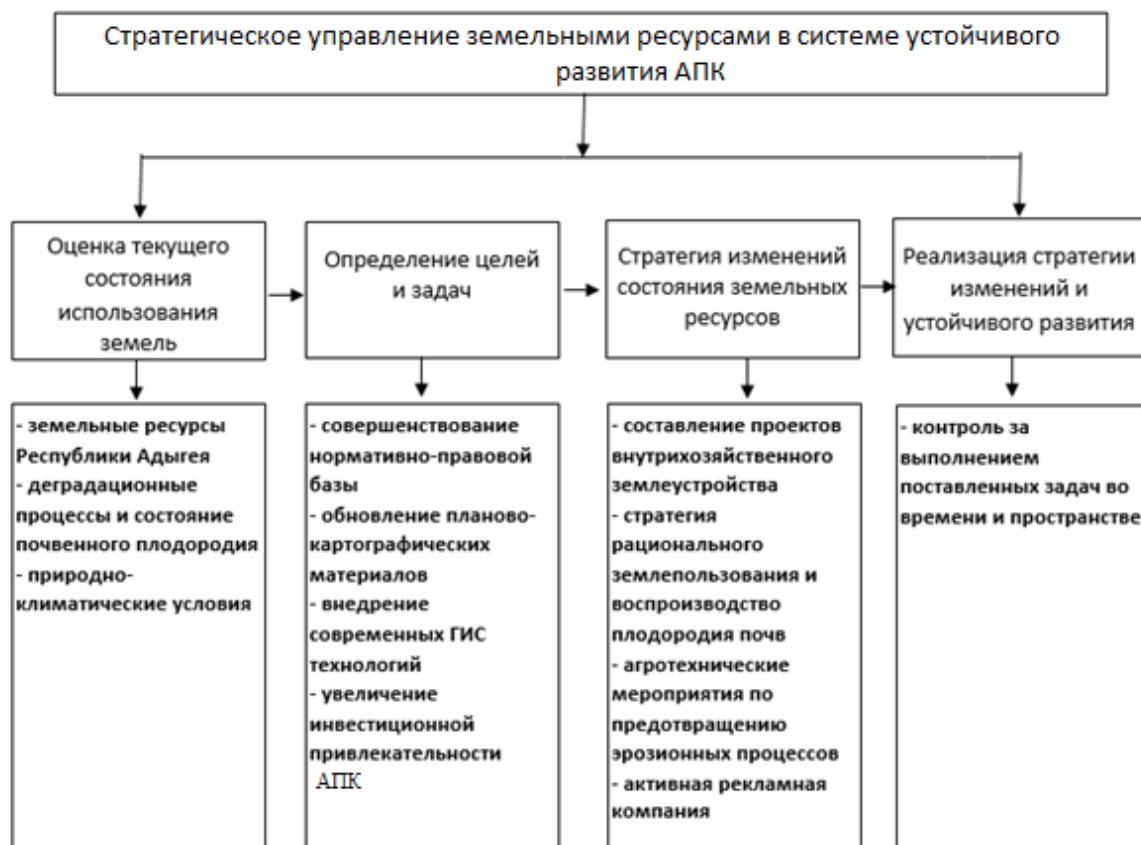 Стратегическое управление земельными ресурсами в системе устойчивого
развития АПК
Оценка текущего
состояния
использования
земель
Определение целей
и задач
Стратегия изменений
состояния земельных
ресурсов
Реализация стратегии
изменений и
устойчивого развития
- земельные ресурсы
Республики Адыгея
- деградационные
процессы и состояние
почвенного плодородия
- природно-
климатические условия
- совершенствование
нормативно-правовой
базы
- обновление планово-
картографических
материалов
- внедрение
современных ГИС
технологий
- увеличение
инвестиционной
привлекательности
АПК
- составление проектов
внутрихозяйственного
землеустройства
- стратегия
рационального
землепользования и
воспроизводство
плодородия почв
- агротехнические
мероприятия по
предотвращению
эрозионных процессов
- активная рекламная
компания
- контроль за
выполнением
поставленных задач во
времени и пространстве